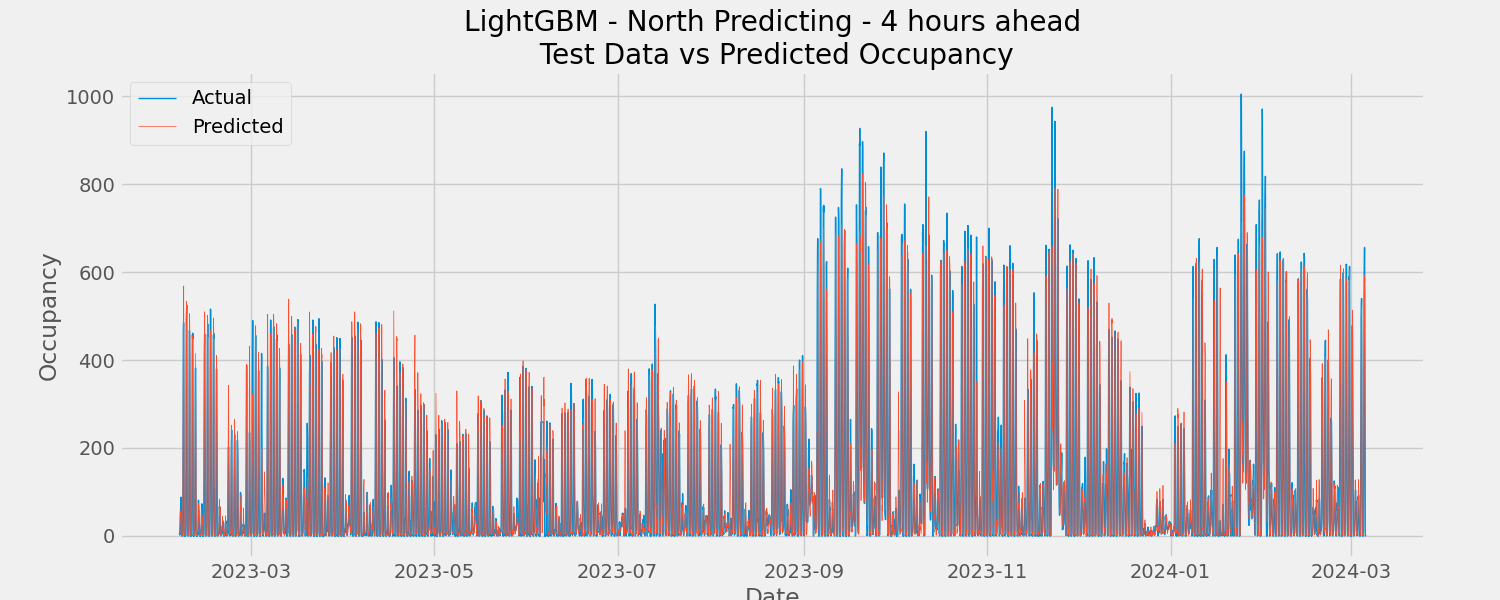 LightGBM - North Predicting - 4 hours ahead
Test Data vs Predicted Occupancy
Actual
Predicted
1000
800
600
400
200
0
Occupancy
2023-03
2023-05
2023-07
2023-09
2023-11
2024-01
2024-03
Date